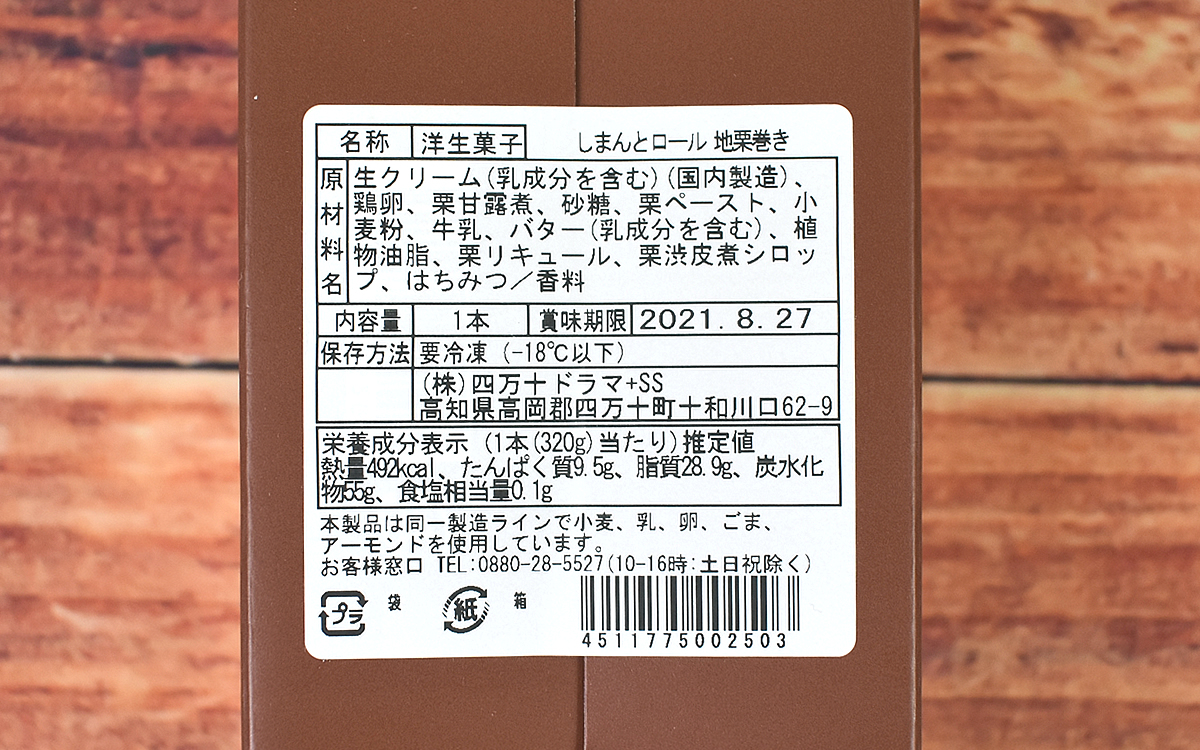 名称 洋生菓子 しまんとロール 地栗巻き
原材料名
生クリーム(乳成分を含む)(国内製造)、
鶏卵、栗甘露煮、砂糖、栗ペースト、小
麦粉、牛乳、バター(乳成分を含む)、植
物油脂、栗リキュール、栗渋皮煮シロッ
プ、はちみつ/香料
内容量 1本 賞味期限 2021. 8. 27
保存方法 要冷凍(-18℃以下)
(株)四万十ドラマ+SS
高知県高岡郡四万十町十和川口62-9
栄養成分表示(1本(320g)当たり)推定値
熱量492kcal、たんぱく質9.5g、脂質28.9g、炭水化
物55g、食塩相当量0.1g
本製品は同一製造ラインで小麦、乳、卵、ごま、
アーモンドを使用しています。
お客様窓口 TEL:0880-28-5527(10-16時:土日祝除く)
プラ 袋 紙 箱
4511775002503